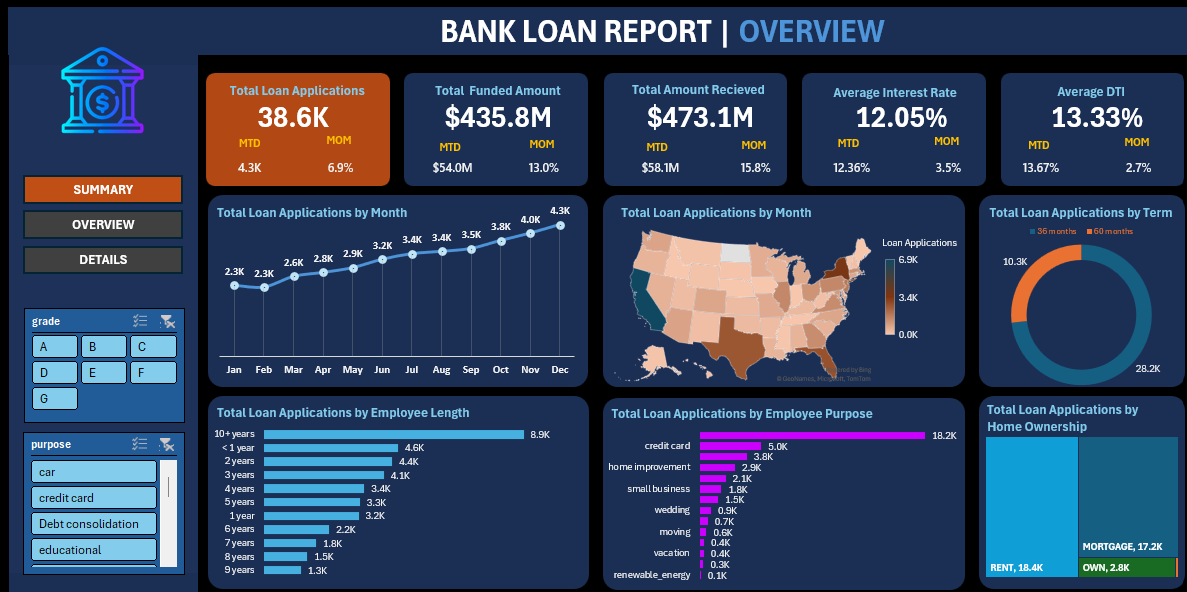 BANK LOAN REPORT | OVERVIEW
SUMMARY
OVERVIEW
DETAILS
grade
A B C
D E F
G
purpose
car
credit card
Debt consolidation
educational
Total Loan Applications
38.6K
MTD MOM
4.3K 6.9%
Total Funded Amount
$435.8M
MTD MOM
$54.0M 13.0%
Total Amount Recieved
$473.1M
MTD MOM
$58.1M 15.8%
Average Interest Rate
12.05%
MTD MOM
12.36% 3.5%
Average DTI
13.33%
MTD MOM
13.67% 2.7%
Total Loan Applications by Month
2.3K 2.3K 2.6K 2.8K 2.9K 3.2K 3.4K 3.4K 3.5K 3.8K 4.0K 4.3K
Jan Feb Mar Apr May Jun Jul Aug Sep Oct Nov Dec
Total Loan Applications by Month
Loan Applications
6.9K
3.4K
0.0K
© GeoNames, Microsoft, TomTom
Total Loan Applications by Term
36 months 60 months
10.3K
28.2K
Total Loan Applications by Employee Length
10+ years 8.9K
< 1 year 4.6K
2 years 4.4K
3 years 4.1K
4 years 3.4K
5 years 3.3K
1 year 3.2K
6 years 2.2K
7 years 1.8K
8 years 1.5K
9 years 1.3K
Total Loan Applications by Employee Purpose
18.2K
credit card 5.0K
3.8K
home improvement 2.9K
2.1K
small business 1.8K
1.5K
wedding 0.9K
0.7K
moving 0.6K
0.4K
vacation 0.4K
0.3K
renewable_energy 0.1K
Total Loan Applications by
Home Ownership
RENT, 18.4K
MORTGAGE, 17.2K
OWN, 2.8K